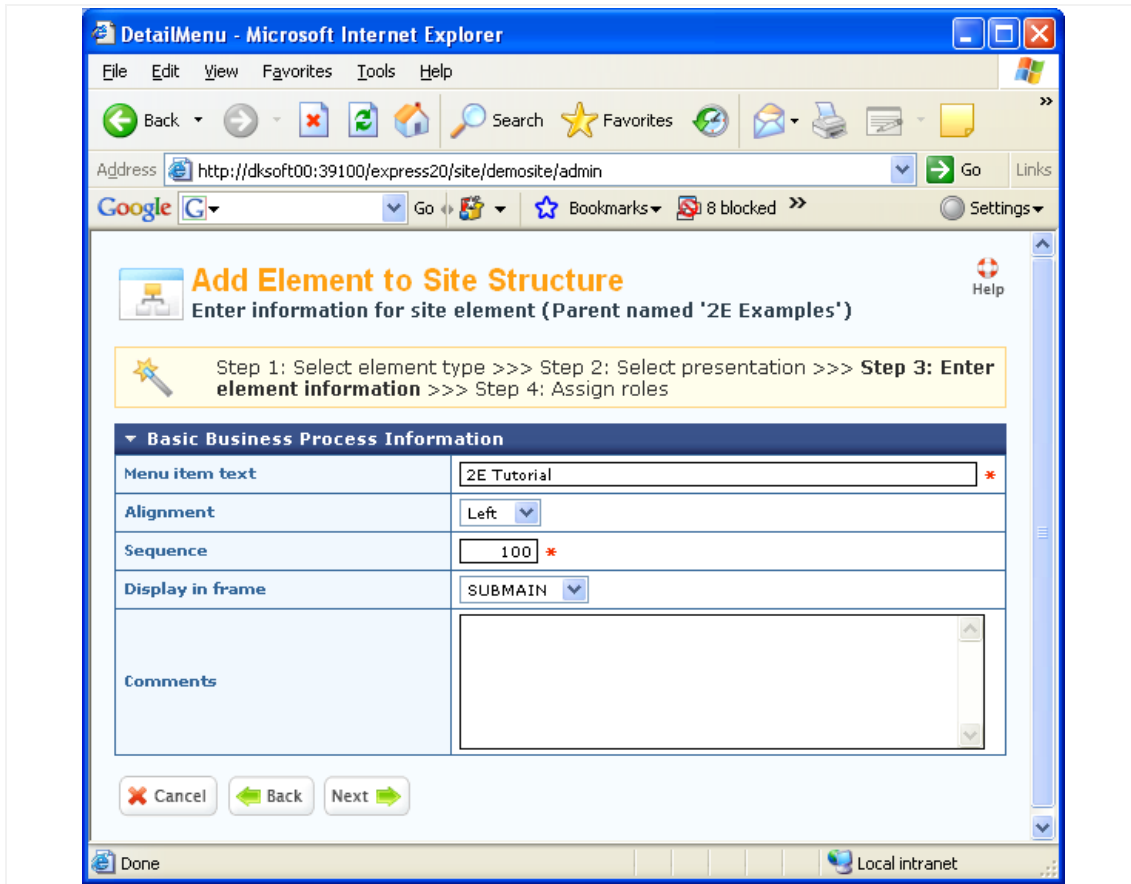 DetailMenu - Microsoft Internet Explorer
File Edit View Favorites Tools Help
Back Search Favorites »
Address http://dksoft00:39100/express20/site/demosite/admin Go Links
Google G Go Bookmarks 8 blocked » Settings
Add Element to Site Structure
Help
Enter information for site element (Parent named '2E Examples')
Step 1: Select element type >>> Step 2: Select presentation >>> Step 3: Enter
element information >>> Step 4: Assign roles
Basic Business Process Information
Menu item text 2E Tutorial *
Alignment Left
Sequence 100 *
Display in frame SUBMAIN
Comments
Cancel Back Next
Done Local intranet